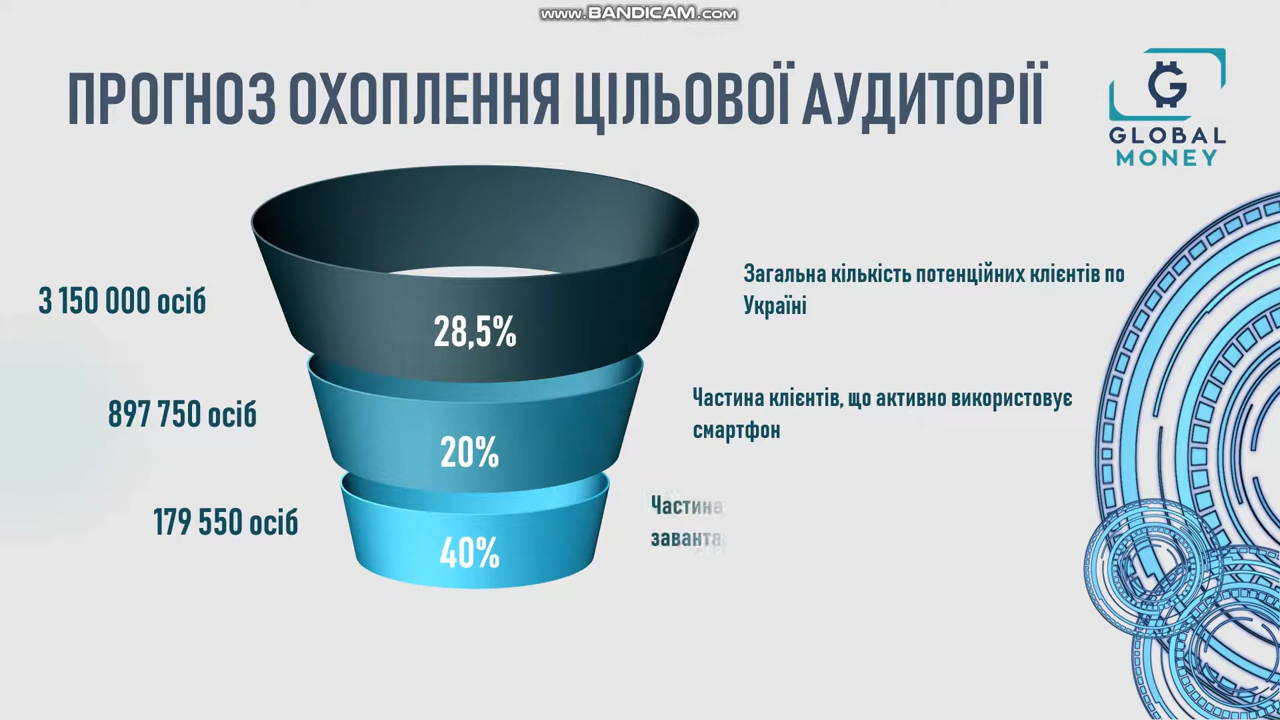 www.BANDICAM.com
ПРОГНОЗ ОХОПЛЕННЯ ЦІЛЬОВОЇ АУДИТОРІЇ
GLOBAL
MONEY
3 150 000 осіб
28,5%
Загальна кількість потенційних клієнтів по
Україні
897 750 осіб
20%
Частина клієнтів, що активно використовує
смартфон
179 550 осіб
40%
Частина